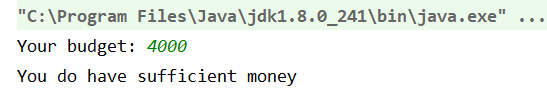 "C:\Program Files\Java\jdk1.8.0_241\bin\java.exe" ...
Your budget: 4000
You do have sufficient money